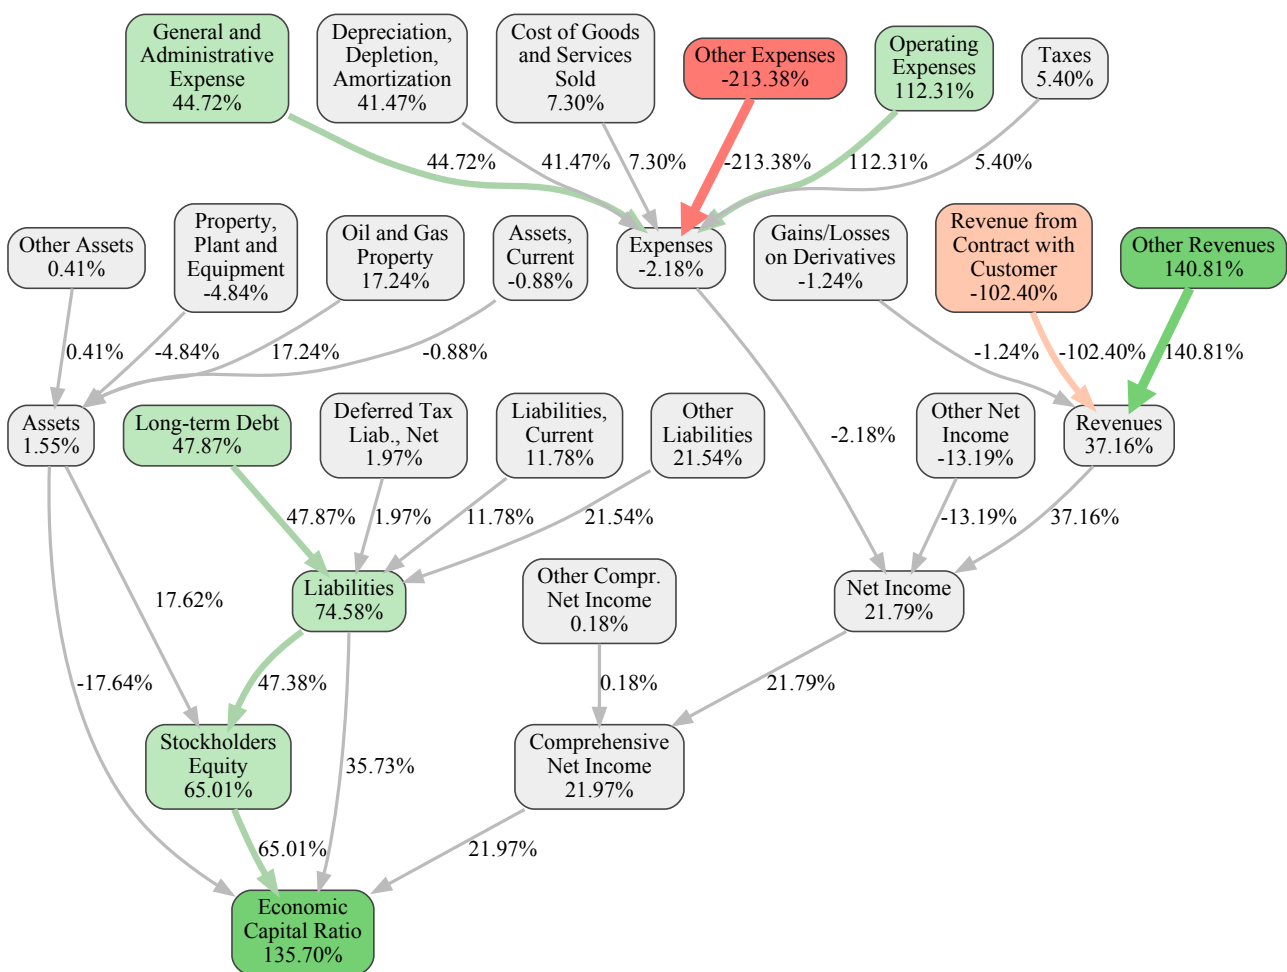 General and
Administrative
Expense
44.72%
Depreciation,
Depletion,
Amortization
41.47%
Cost of Goods
and Services
Sold
7.30%
Other Expenses
-213.38%
Operating
Expenses
112.31%
Taxes
5.40%
44.72%
41.47%
7.30%
-213.38%
112.31%
5.40%
Other Assets
0.41%
Property,
Plant and
Equipment
-4.84%
Oil and Gas
Property
17.24%
Assets,
Current
-0.88%
Expenses
-2.18%
Gains/Losses
on Derivatives
-1.24%
Revenue from
Contract with
Customer
-102.40%
Other Revenues
140.81%
0.41%
-4.84%
17.24%
-0.88%
-1.24%
-102.40%
140.81%
Assets
1.55%
Long-term Debt
47.87%
Deferred Tax
Liab., Net
1.97%
Liabilities,
Current
11.78%
Other
Liabilities
21.54%
-2.18%
Other Net
Income
-13.19%
Revenues
37.16%
47.87%
1.97%
11.78%
21.54%
-13.19%
37.16%
17.62%
Liabilities
74.58%
Other Compr.
Net Income
0.18%
Net Income
21.79%
-17.64%
47.38%
0.18%
21.79%
Stockholders
Equity
65.01%
35.73%
Comprehensive
Net Income
21.97%
65.01%
21.97%
Economic
Capital Ratio
135.70%